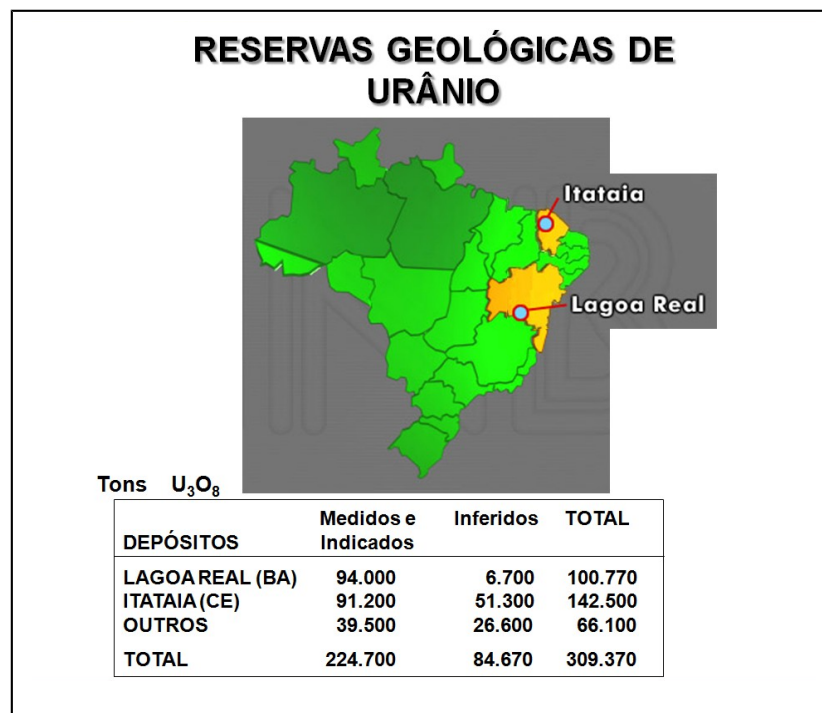 RESERVAS GEOLÓGICAS DE
URÂNIO
Itataia
Lagoa Real
Tons U₃O₈
DEPÓSITOS Medidos e Indicados Inferidos TOTAL
LAGOA REAL (BA) 94.000 6.700 100.770
ITATAIA (CE) 91.200 51.300 142.500
OUTROS 39.500 26.600 66.100
TOTAL 224.700 84.670 309.370